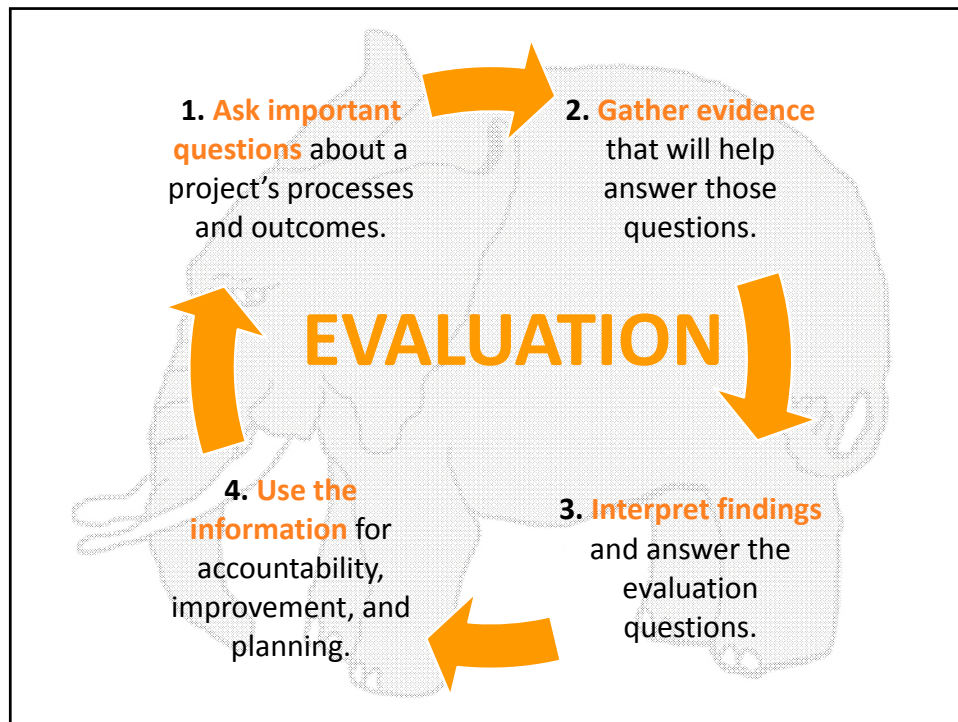 1. Ask important
questions about a
project's processes
and outcomes.
2. Gather evidence
that will help
answer those
questions.
EVALUATION
3. Interpret findings
and answer the
evaluation
questions.
4. Use the
information for
accountability,
improvement, and
planning.